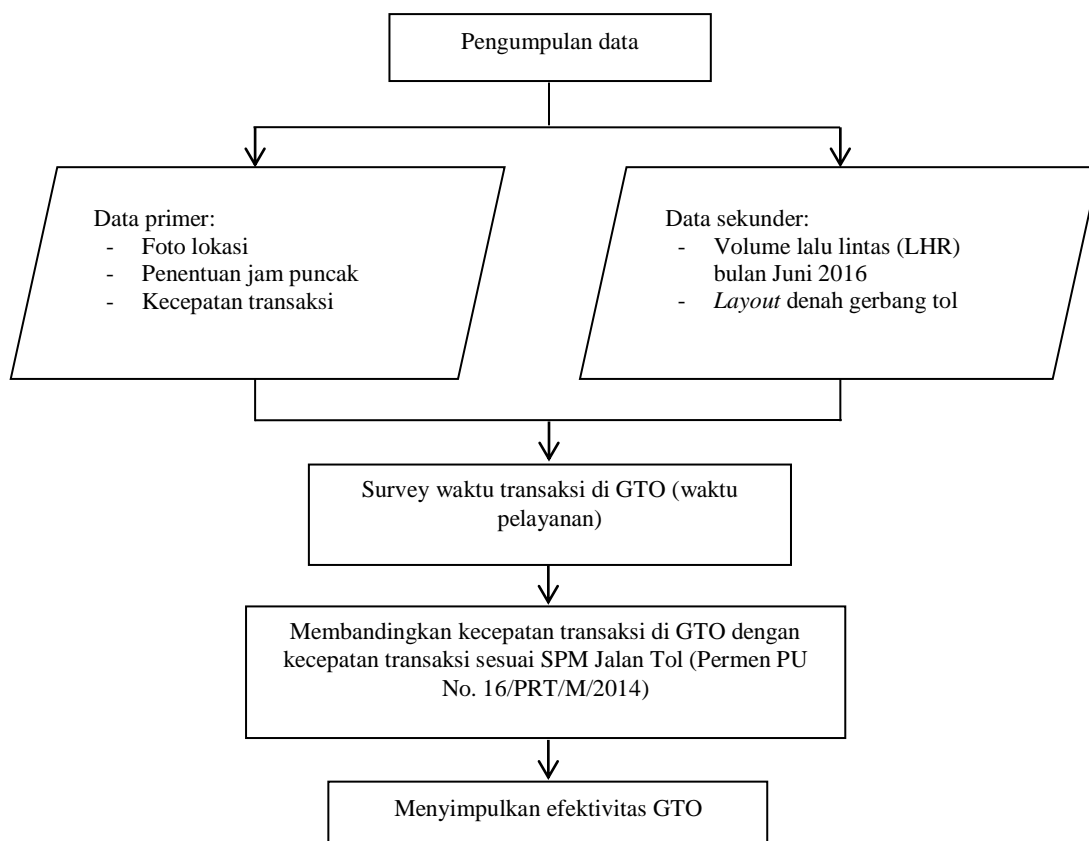 Pengumpulan data
Data primer:
- Foto lokasi
- Penentuan jam puncak
- Kecepatan transaksi
Data sekunder:
- Volume lalu lintas (LHR)
bulan Juni 2016
- Layout denah gerbang tol
Survey waktu transaksi di GTO (waktu
pelayanan)
Membandingkan kecepatan transaksi di GTO dengan
kecepatan transaksi sesuai SPM Jalan Tol (Permen PU
No. 16/PRT/M/2014)
Menyimpulkan efektivitas GTO